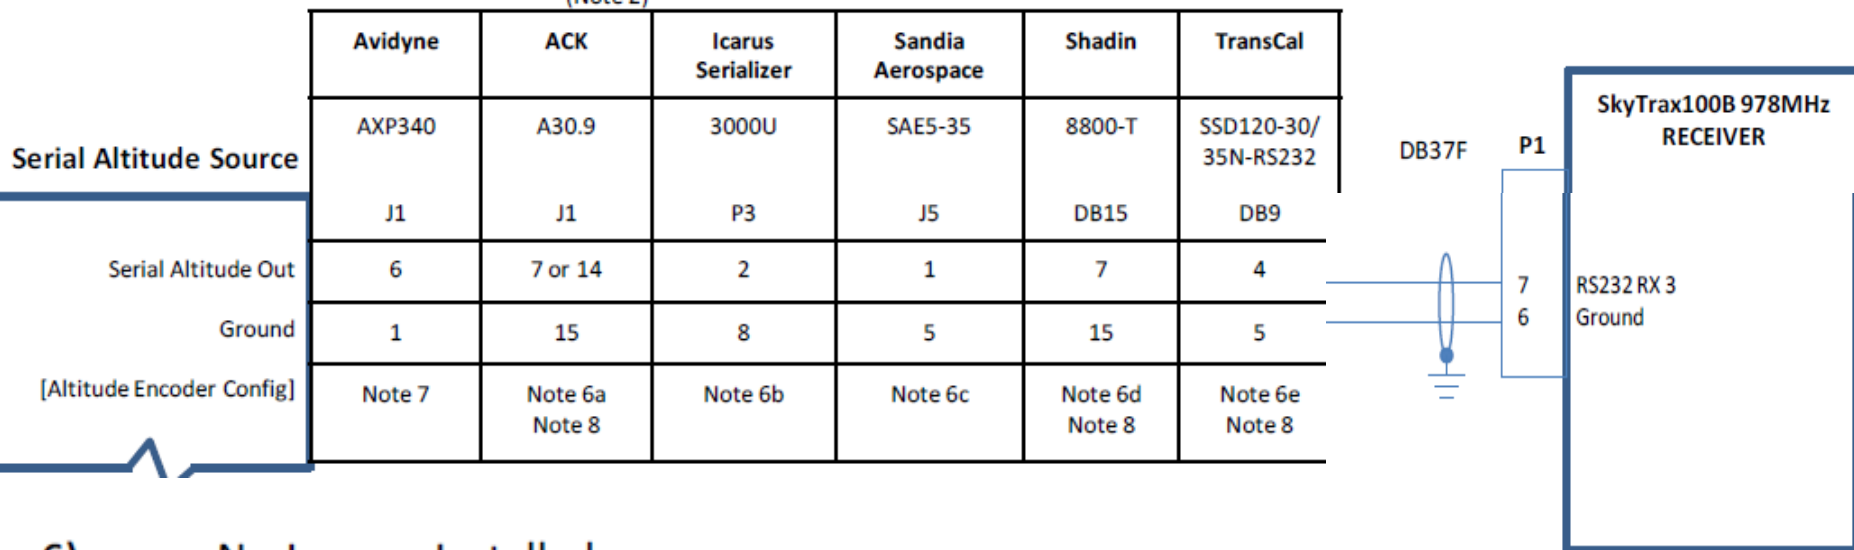 (Note 2)
Avidyne ACK Icarus Serializer Sandia Aerospace Shadin TransCal
AXP340 A30.9 3000U SAE5-35 8800-T SSD120-30/ 35N-RS232
Serial Altitude Source
J1 J1 P3 J5 DB15 DB9
Serial Altitude Out 6 7 or 14 2 1 7 4
Ground 1 15 8 5 15 5
[Altitude Encoder Config] Note 7 Note 6a Note 8 Note 6b Note 6c Note 6d Note 8 Note 6e Note 8
DB37F P1
SkyTrax100B 978MHz
RECEIVER
7 RS232 RX 3
6 Ground